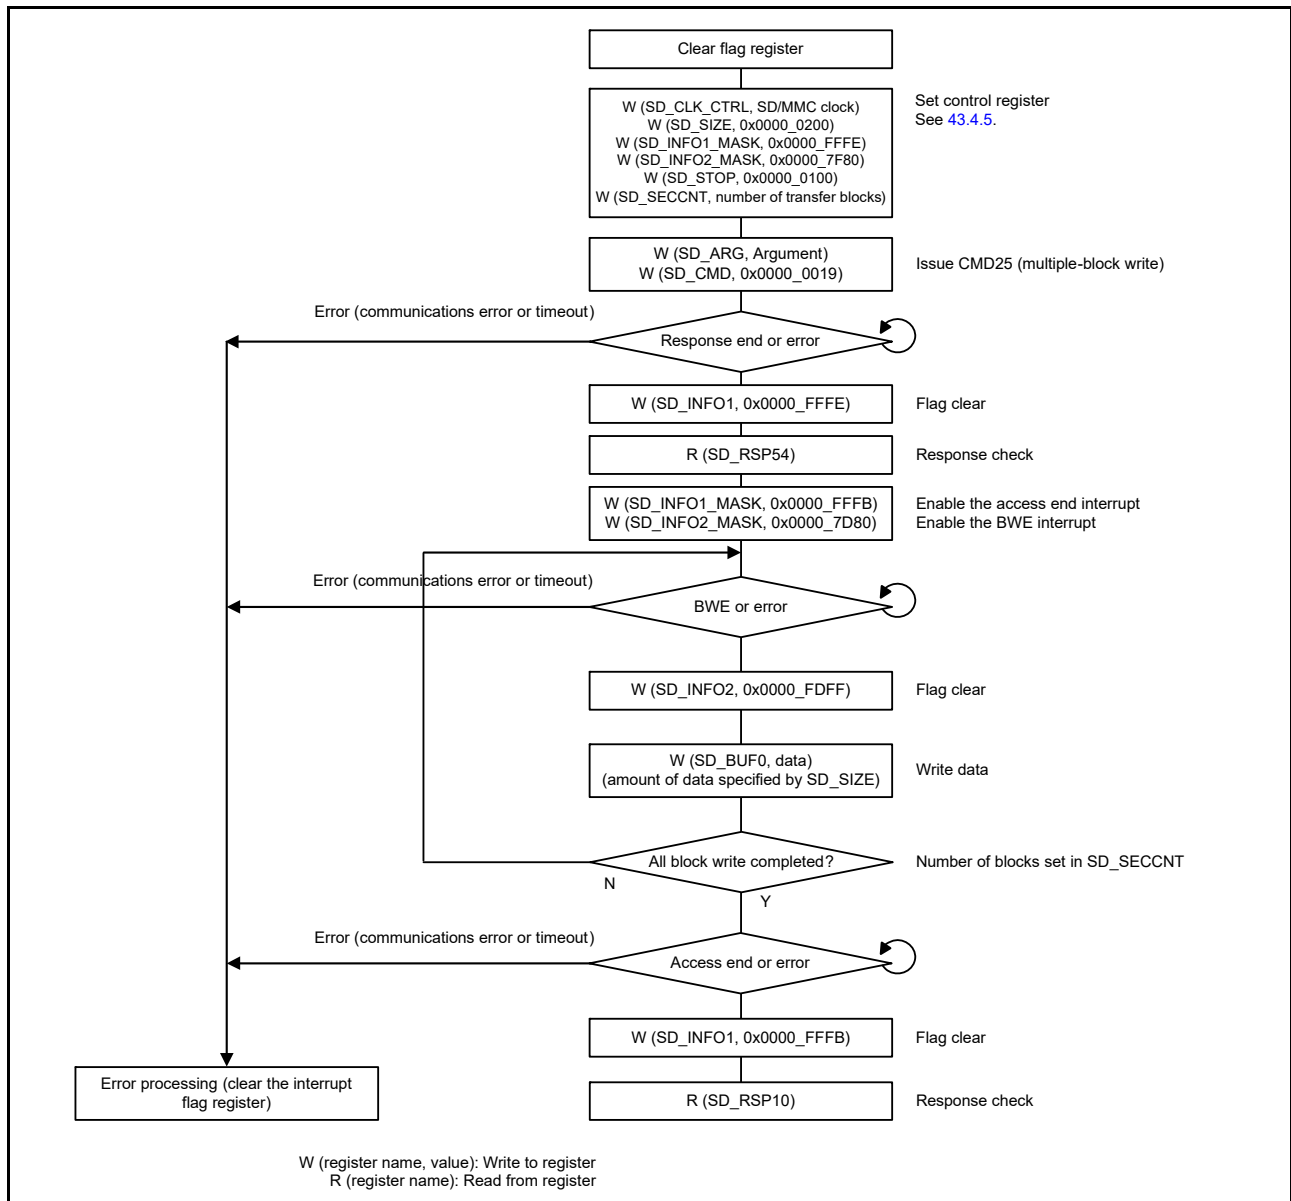 Clear flag register
W (SD_CLK_CTRL, SD/MMC clock)
W (SD_SIZE, 0x0000_0200)
W (SD_INFO1_MASK, 0x0000_FFFE)
W (SD_INFO2_MASK, 0x0000_7F80)
W (SD_STOP, 0x0000_0100)
W (SD_SECCNT, number of transfer blocks)
Set control register
See 43.4.5.
W (SD_ARG, Argument)
W (SD_CMD, 0x0000_0019)
Issue CMD25 (multiple-block write)
Error (communications error or timeout)
Response end or error
W (SD_INFO1, 0x0000_FFFE)
Flag clear
R (SD_RSP54)
Response check
W (SD_INFO1_MASK, 0x0000_FFFB)
W (SD_INFO2_MASK, 0x0000_7D80)
Enable the access end interrupt
Enable the BWE interrupt
Error (communications error or timeout)
BWE or error
W (SD_INFO2, 0x0000_FDFF)
Flag clear
W (SD_BUF0, data)
(amount of data specified by SD_SIZE)
Write data
All block write completed?
Number of blocks set in SD_SECCNT
N
Y
Error (communications error or timeout)
Access end or error
W (SD_INFO1, 0x0000_FFFB)
Flag clear
Error processing (clear the interrupt
flag register)
R (SD_RSP10)
Response check
W (register name, value): Write to register
R (register name): Read from register